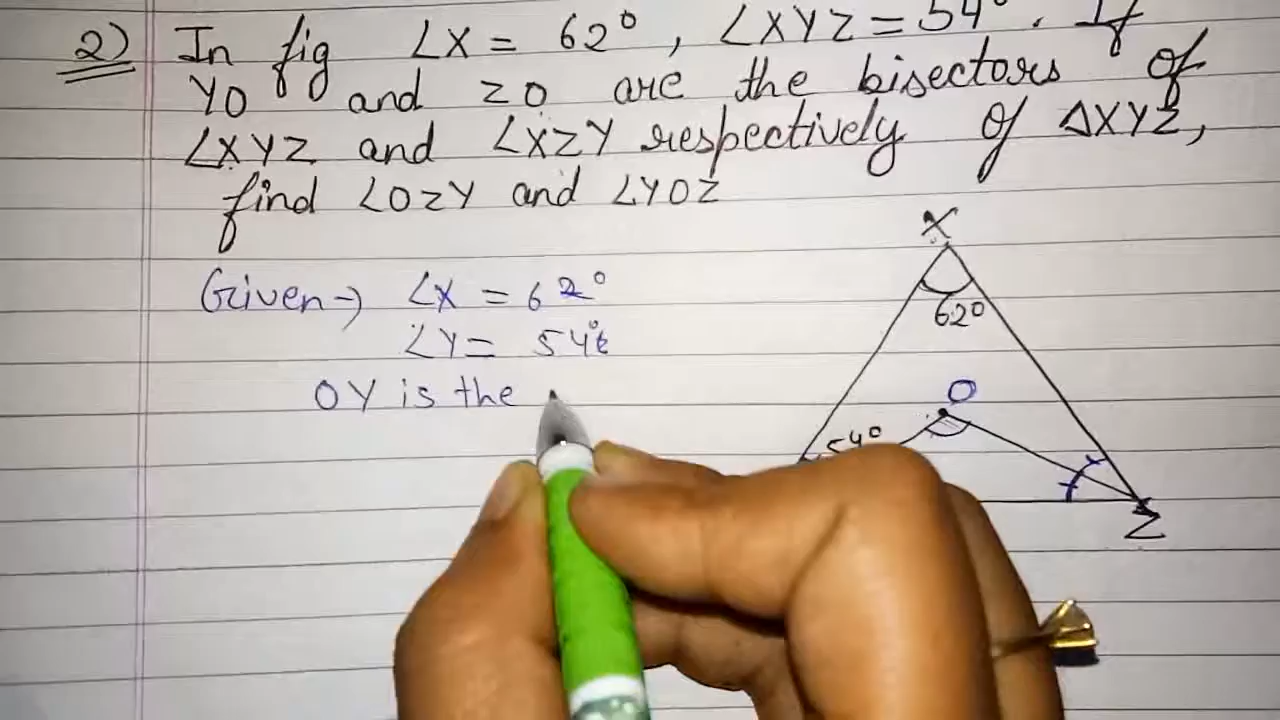 2) In fig ∠X = 62°, ∠XYZ = 54°. If
YO and ZO are the bisectors of
∠XYZ and ∠XZY respectively of ΔXYZ,
find ∠OZY and ∠YOZ
Given→ ∠X = 62°
∠Y = 54°
OY is the
X
62°
O
54°
Z